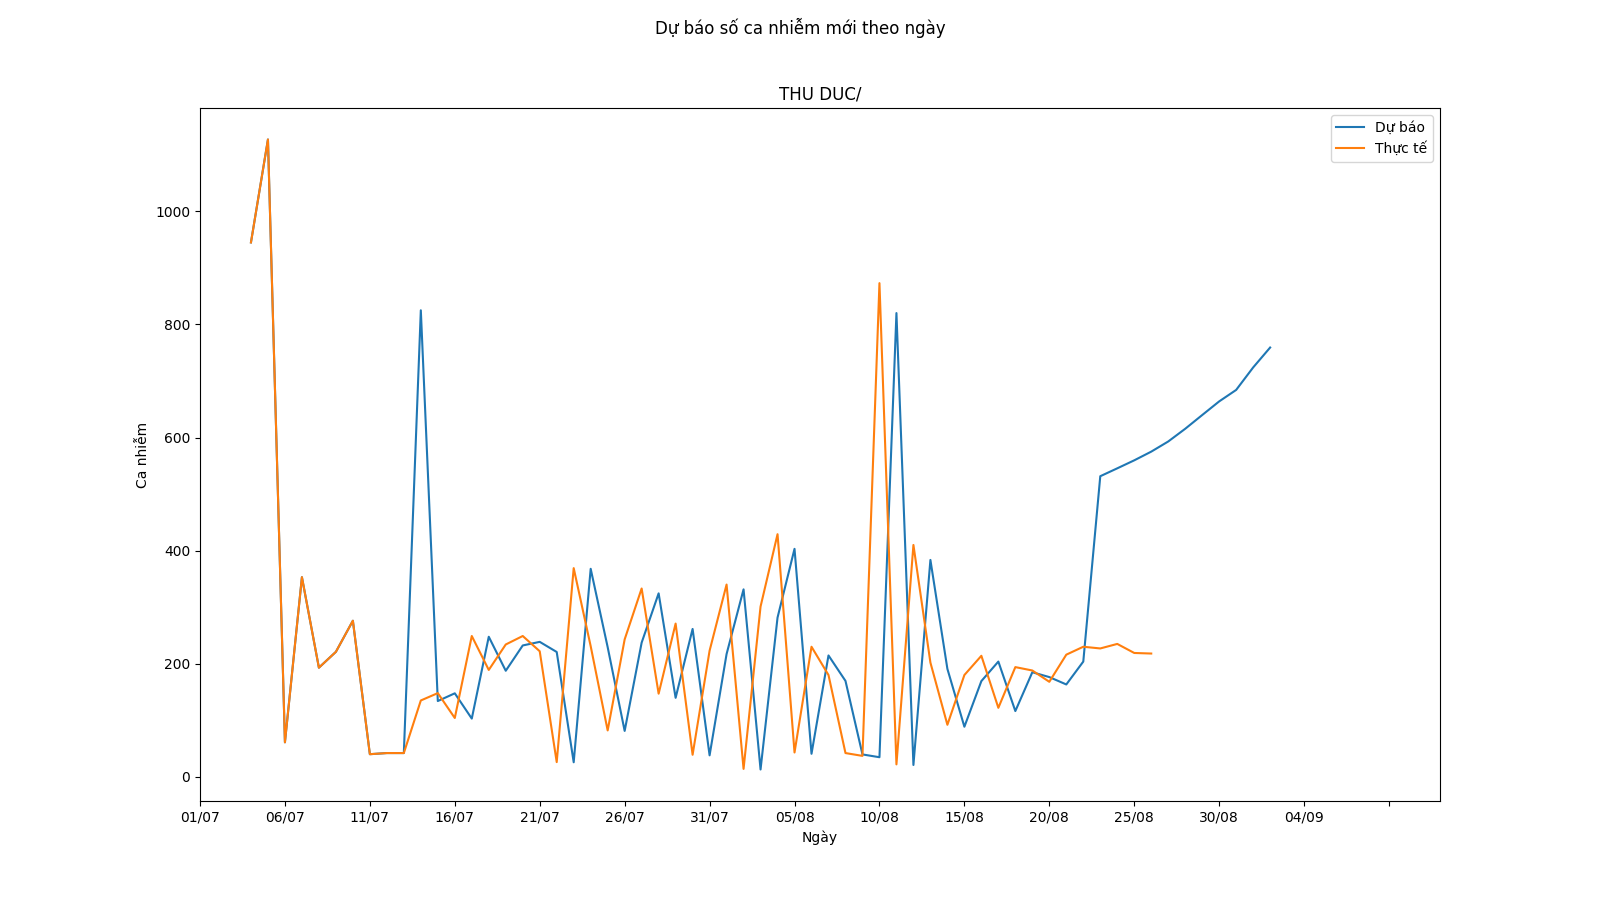 Dự báo số ca nhiễm mới theo ngày
THU DUC/
Dự báo
Thực tế
1000
800
600
400
200
0
Ca nhiễm
01/07 06/07 11/07 16/07 21/07 26/07 31/07 05/08 10/08 15/08 20/08 25/08 30/08 04/09
Ngày